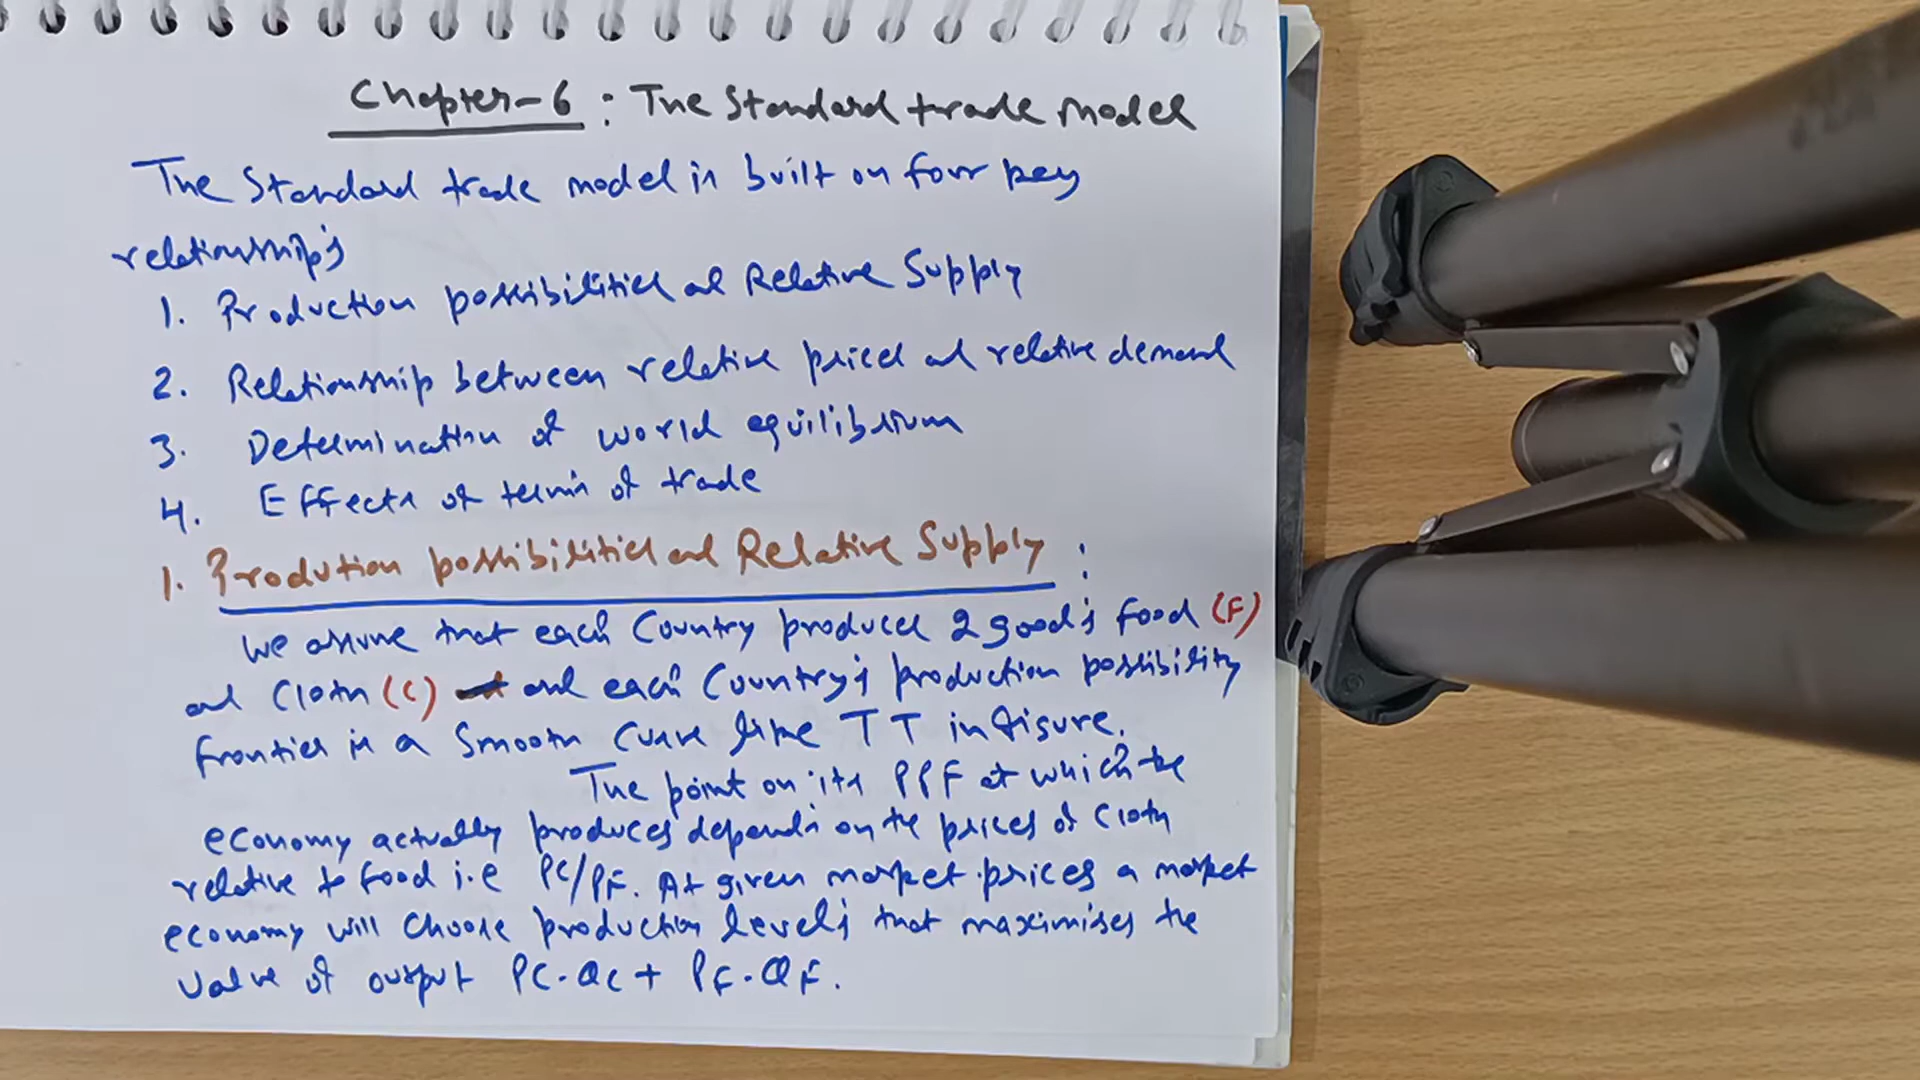 Chapter-6 : The Standard trade model
The Standard trade model is built on four key
relationship's
1. Production possibilities and Relative Supply
2. Relationship between relative prices and relative demand
3. Determination of world equilibrium
4. Effects of terms of trade
1. Prodution possibilities and Relative Supply :
We assume that each Country produces 2 good's food (F)
and Cloth (C) and each Country's production possibility
frontier is a Smooth Curve like TT in figure.
The point on its PPF at which the
economy actually produces depends on the prices of Cloth
relative to food i.e PC/PF. At given market prices a market
economy will Choose production levels that maximises the
value of output PC.QC + PF.QF.